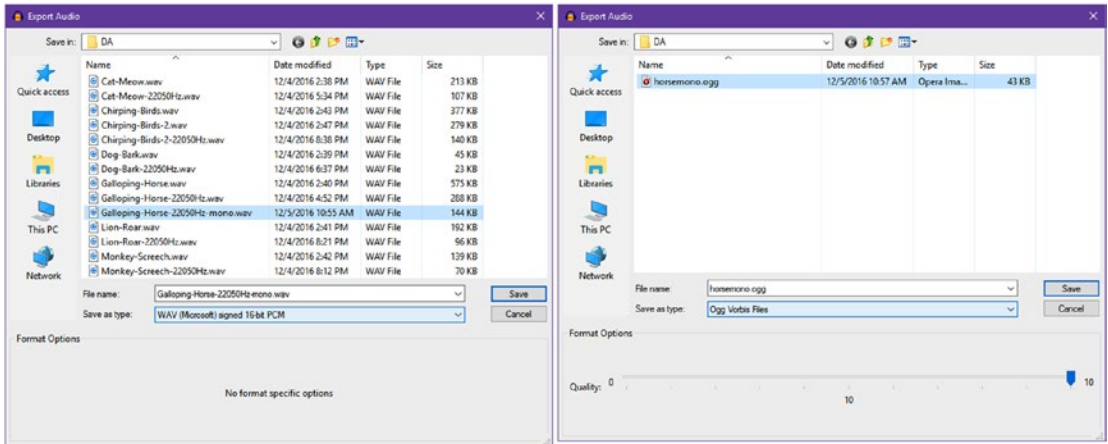 Export Audio
Save in: DA
Name Date modified Type Size
Cat-Meow.wav 12/4/2016 2:38 PM WAV File 213 KB
Cat-Meow-22050Hz.wav 12/4/2016 5:34 PM WAV File 107 KB
Chirping-Birds.wav 12/4/2016 2:43 PM WAV File 377 KB
Chirping-Birds-2.wav 12/4/2016 2:47 PM WAV File 279 KB
Chirping-Birds-2-22050Hz.wav 12/4/2016 8:38 PM WAV File 140 KB
Dog-Bark.wav 12/4/2016 2:39 PM WAV File 45 KB
Dog-Bark-22050Hz.wav 12/4/2016 6:37 PM WAV File 23 KB
Galloping-Horse.wav 12/4/2016 2:40 PM WAV File 575 KB
Galloping-Horse-22050Hz.wav 12/4/2016 4:52 PM WAV File 288 KB
Galloping-Horse-22050Hz-mono.wav 12/5/2016 10:55 AM WAV File 144 KB
Lion-Roar.wav 12/4/2016 2:41 PM WAV File 192 KB
Lion-Roar-22050Hz.wav 12/4/2016 8:21 PM WAV File 96 KB
Monkey-Screech.wav 12/4/2016 2:42 PM WAV File 139 KB
Monkey-Screech-22050Hz.wav 12/4/2016 8:12 PM WAV File 70 KB
Quick access
Desktop
Libraries
This PC
Network
File name: Galloping-Horse-22050Hz-mono.wav Save
Save as type: WAV (Microsoft) signed 16-bit PCM Cancel
Format Options
No format specific options
Export Audio
Save in: DA
Name Date modified Type Size
horsemono.ogg 12/5/2016 10:57 AM Opera Ima... 43 KB
Quick access
Desktop
Libraries
This PC
Network
File name: horsemono.ogg Save
Save as type: Ogg Vorbis Files Cancel
Format Options
Quality: 0 10
10